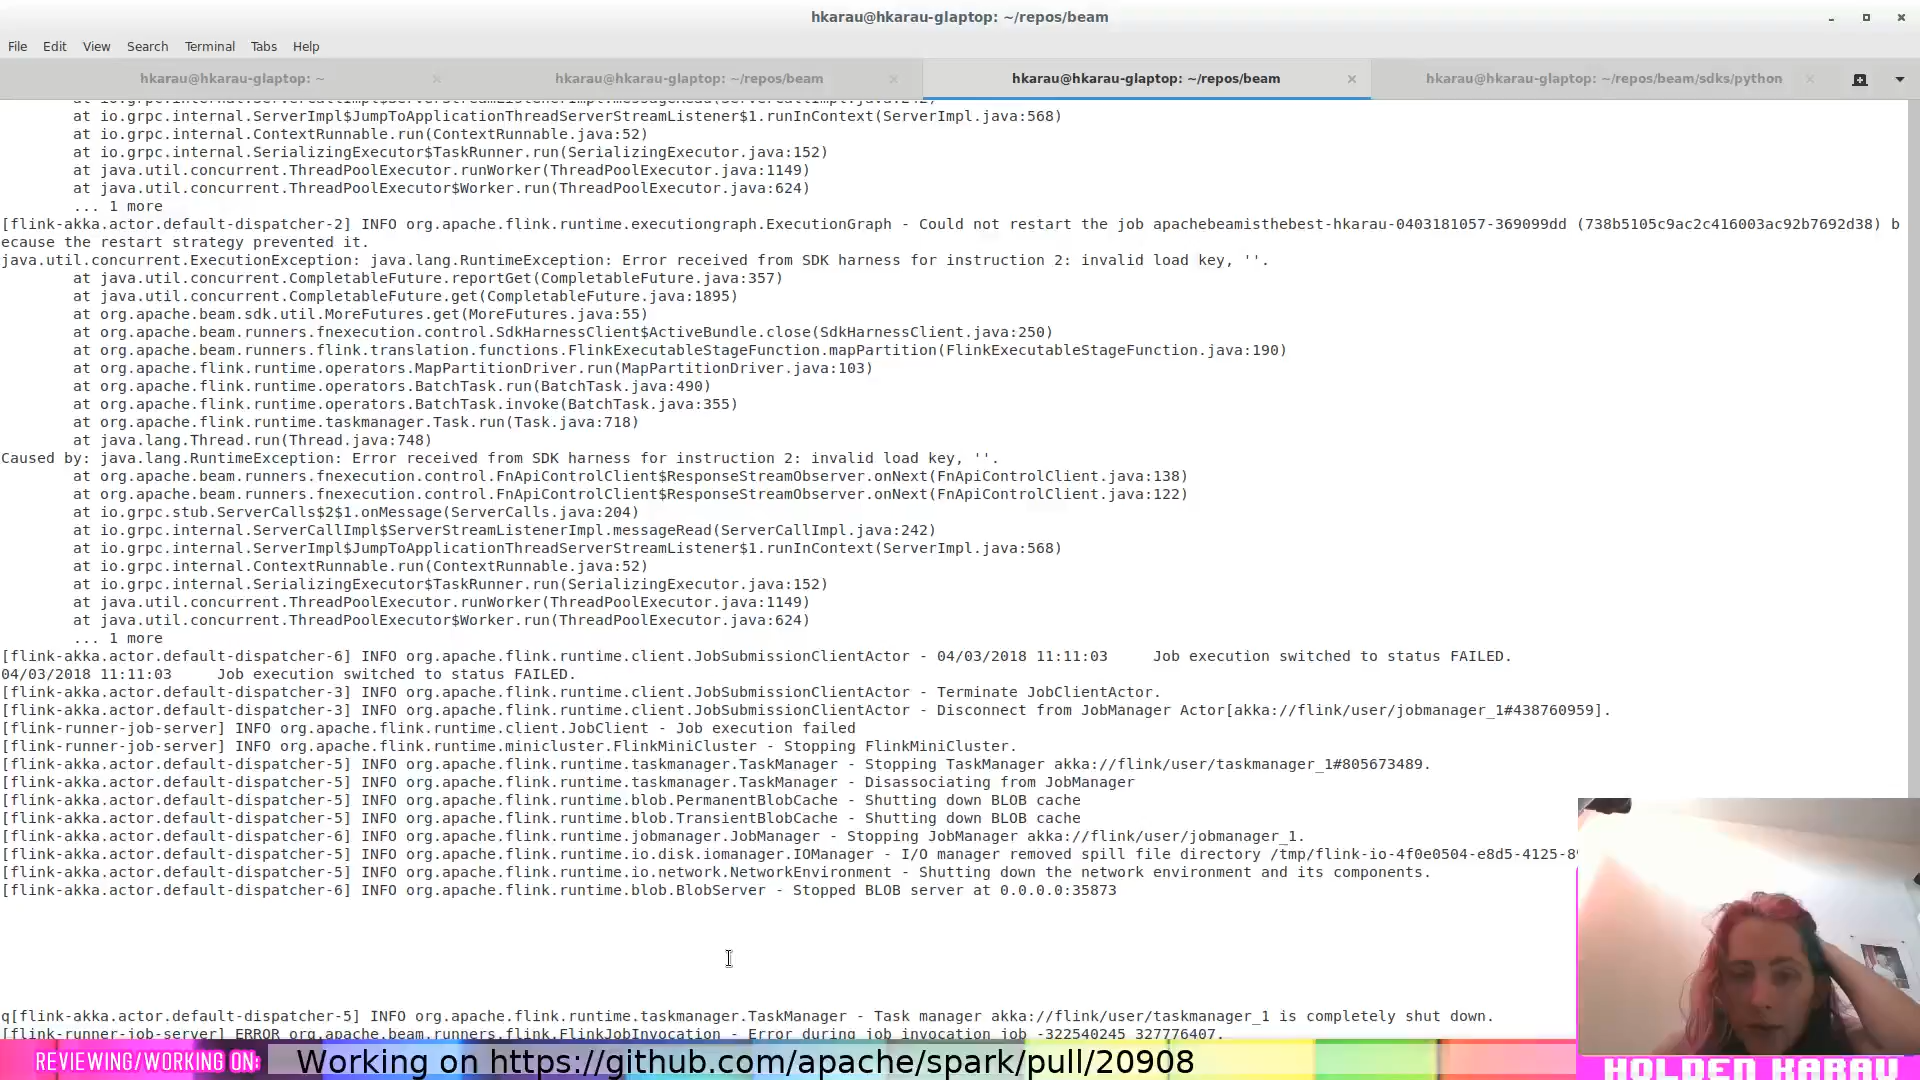 hkarau@hkarau-glaptop: ~/repos/beam
File Edit View Search Terminal Tabs Help
hkarau@hkarau-glaptop: ~ hkarau@hkarau-glaptop: ~/repos/beam hkarau@hkarau-glaptop: ~/repos/beam hkarau@hkarau-glaptop: ~/repos/beam/sdks/python
at io.grpc.internal.ServerCallImpl$ServerStreamListenerImpl.messageRead(ServerCallImpl.java:242)
at io.grpc.internal.ServerImpl$JumpToApplicationThreadServerStreamListener$1.runInContext(ServerImpl.java:568)
at io.grpc.internal.ContextRunnable.run(ContextRunnable.java:52)
at io.grpc.internal.SerializingExecutor$TaskRunner.run(SerializingExecutor.java:152)
at java.util.concurrent.ThreadPoolExecutor.runWorker(ThreadPoolExecutor.java:1149)
at java.util.concurrent.ThreadPoolExecutor$Worker.run(ThreadPoolExecutor.java:624)
... 1 more
[flink-akka.actor.default-dispatcher-2] INFO org.apache.flink.runtime.executiongraph.ExecutionGraph - Could not restart the job apachebeamisthebest-hkarau-0403181057-369099dd (738b5105c9ac2c416003ac92b7692d38) b
ecause the restart strategy prevented it.
java.util.concurrent.ExecutionException: java.lang.RuntimeException: Error received from SDK harness for instruction 2: invalid load key, ''.
at java.util.concurrent.CompletableFuture.reportGet(CompletableFuture.java:357)
at java.util.concurrent.CompletableFuture.get(CompletableFuture.java:1895)
at org.apache.beam.sdk.util.MoreFutures.get(MoreFutures.java:55)
at org.apache.beam.runners.fnexecution.control.SdkHarnessClient$ActiveBundle.close(SdkHarnessClient.java:250)
at org.apache.beam.runners.flink.translation.functions.FlinkExecutableStageFunction.mapPartition(FlinkExecutableStageFunction.java:190)
at org.apache.flink.runtime.operators.MapPartitionDriver.run(MapPartitionDriver.java:103)
at org.apache.flink.runtime.operators.BatchTask.run(BatchTask.java:490)
at org.apache.flink.runtime.operators.BatchTask.invoke(BatchTask.java:355)
at org.apache.flink.runtime.taskmanager.Task.run(Task.java:718)
at java.lang.Thread.run(Thread.java:748)
Caused by: java.lang.RuntimeException: Error received from SDK harness for instruction 2: invalid load key, ''.
at org.apache.beam.runners.fnexecution.control.FnApiControlClient$ResponseStreamObserver.onNext(FnApiControlClient.java:138)
at org.apache.beam.runners.fnexecution.control.FnApiControlClient$ResponseStreamObserver.onNext(FnApiControlClient.java:122)
at io.grpc.stub.ServerCalls$2$1.onMessage(ServerCalls.java:204)
at io.grpc.internal.ServerCallImpl$ServerStreamListenerImpl.messageRead(ServerCallImpl.java:242)
at io.grpc.internal.ServerImpl$JumpToApplicationThreadServerStreamListener$1.runInContext(ServerImpl.java:568)
at io.grpc.internal.ContextRunnable.run(ContextRunnable.java:52)
at io.grpc.internal.SerializingExecutor$TaskRunner.run(SerializingExecutor.java:152)
at java.util.concurrent.ThreadPoolExecutor.runWorker(ThreadPoolExecutor.java:1149)
at java.util.concurrent.ThreadPoolExecutor$Worker.run(ThreadPoolExecutor.java:624)
... 1 more
[flink-akka.actor.default-dispatcher-6] INFO org.apache.flink.runtime.client.JobSubmissionClientActor - 04/03/2018 11:11:03 Job execution switched to status FAILED.
04/03/2018 11:11:03 Job execution switched to status FAILED.
[flink-akka.actor.default-dispatcher-3] INFO org.apache.flink.runtime.client.JobSubmissionClientActor - Terminate JobClientActor.
[flink-akka.actor.default-dispatcher-3] INFO org.apache.flink.runtime.client.JobSubmissionClientActor - Disconnect from JobManager Actor[akka://flink/user/jobmanager_1#438760959].
[flink-runner-job-server] INFO org.apache.flink.runtime.client.JobClient - Job execution failed
[flink-runner-job-server] INFO org.apache.flink.runtime.minicluster.FlinkMiniCluster - Stopping FlinkMiniCluster.
[flink-akka.actor.default-dispatcher-5] INFO org.apache.flink.runtime.taskmanager.TaskManager - Stopping TaskManager akka://flink/user/taskmanager_1#805673489.
[flink-akka.actor.default-dispatcher-5] INFO org.apache.flink.runtime.taskmanager.TaskManager - Disassociating from JobManager
[flink-akka.actor.default-dispatcher-5] INFO org.apache.flink.runtime.blob.PermanentBlobCache - Shutting down BLOB cache
[flink-akka.actor.default-dispatcher-5] INFO org.apache.flink.runtime.blob.TransientBlobCache - Shutting down BLOB cache
[flink-akka.actor.default-dispatcher-6] INFO org.apache.flink.runtime.jobmanager.JobManager - Stopping JobManager akka://flink/user/jobmanager_1.
[flink-akka.actor.default-dispatcher-5] INFO org.apache.flink.runtime.io.disk.iomanager.IOManager - I/O manager removed spill file directory /tmp/flink-io-4f0e0504-e8d5-4125-8
[flink-akka.actor.default-dispatcher-5] INFO org.apache.flink.runtime.io.network.NetworkEnvironment - Shutting down the network environment and its components.
[flink-akka.actor.default-dispatcher-6] INFO org.apache.flink.runtime.blob.BlobServer - Stopped BLOB server at 0.0.0.0:35873
q[flink-akka.actor.default-dispatcher-5] INFO org.apache.flink.runtime.taskmanager.TaskManager - Task manager akka://flink/user/taskmanager_1 is completely shut down.
[flink-runner-job-server] ERROR org.apache.beam.runners.flink.FlinkJobInvocation - Error during job invocation job -322540245 327776407.
REVIEWING/WORKING ON: Working on https://github.com/apache/spark/pull/20908
HOLDEN KARAU